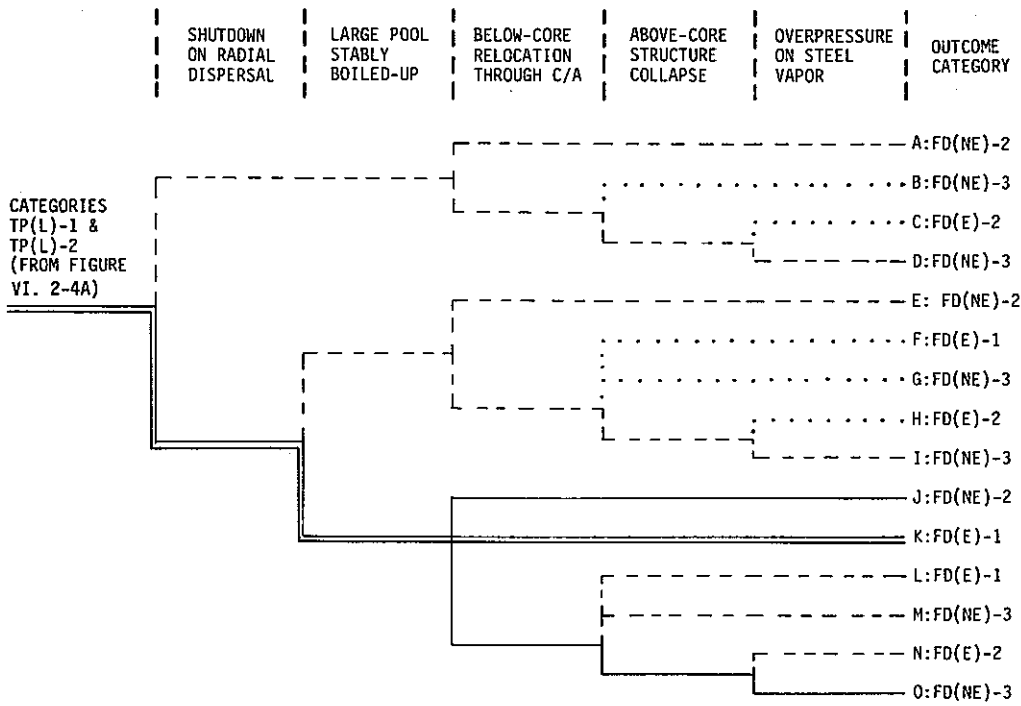 SHUTDOWN
ON RADIAL
DISPERSAL
LARGE POOL
STABLY
BOILED-UP
BELOW-CORE
RELOCATION
THROUGH C/A
ABOVE-CORE
STRUCTURE
COLLAPSE
OVERPRESSURE
ON STEEL
VAPOR
OUTCOME
CATEGORY
CATEGORIES
TP(L)-1 &
TP(L)-2
(FROM FIGURE
VI. 2-4A)
A:FD(NE)-2
B:FD(NE)-3
C:FD(E)-2
D:FD(NE)-3
E: FD(NE)-2
F:FD(E)-1
G:FD(NE)-3
H:FD(E)-2
I:FD(NE)-3
J:FD(NE)-2
K:FD(E)-1
L:FD(E)-1
M:FD(NE)-3
N:FD(E)-2
O:FD(NE)-3